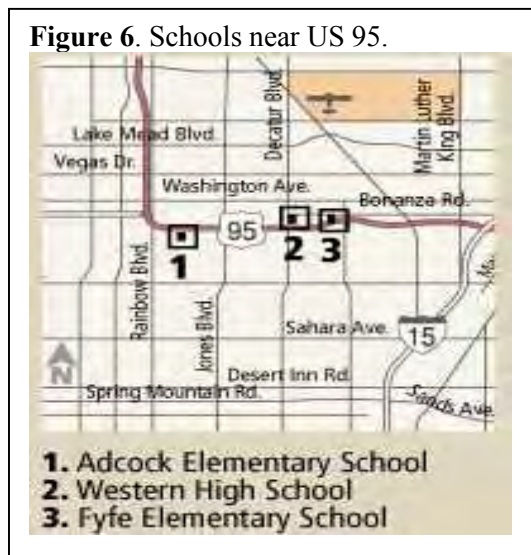 Figure 6. Schools near US 95.
Decatur Blvd.
Martin Luther
King Blvd.
Lake Mead Blvd.
Vegas Dr.
Washington Ave.
Bonanza Rd.
95
1
2
3
Rainbow Blvd.
Jones Blvd.
Sahara Ave.
15
N
Desert Inn Rd.
Spring Mountain Rd.
Sands Ave.
1. Adcock Elementary School
2. Western High School
3. Fyfe Elementary School